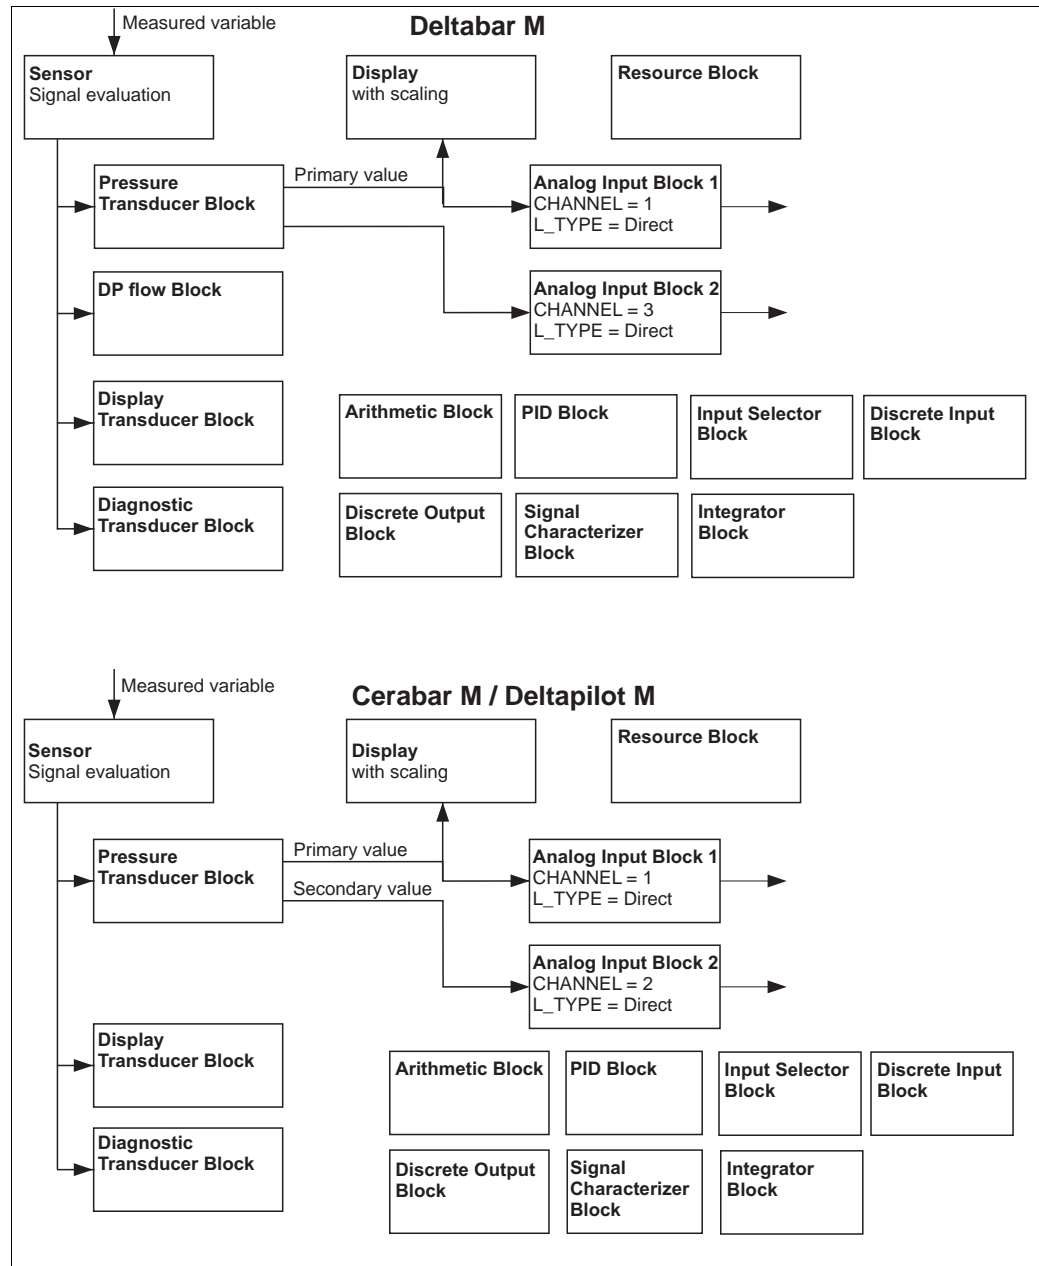 Measured variable
Deltabar M
Sensor
Signal evaluation
Display
with scaling
Resource Block
Pressure
Transducer Block
Primary value
Analog Input Block 1
CHANNEL = 1
L_TYPE = Direct
DP flow Block
Analog Input Block 2
CHANNEL = 3
L_TYPE = Direct
Display
Transducer Block
Arithmetic Block
PID Block
Input Selector
Block
Discrete Input
Block
Diagnostic
Transducer Block
Discrete Output
Block
Signal
Characterizer
Block
Integrator
Block
Measured variable
Cerabar M / Deltapilot M
Sensor
Signal evaluation
Display
with scaling
Resource Block
Pressure
Transducer Block
Primary value
Secondary value
Analog Input Block 1
CHANNEL = 1
L_TYPE = Direct
Analog Input Block 2
CHANNEL = 2
L_TYPE = Direct
Display
Transducer Block
Arithmetic Block
PID Block
Input Selector
Block
Discrete Input
Block
Diagnostic
Transducer Block
Discrete Output
Block
Signal
Characterizer
Block
Integrator
Block